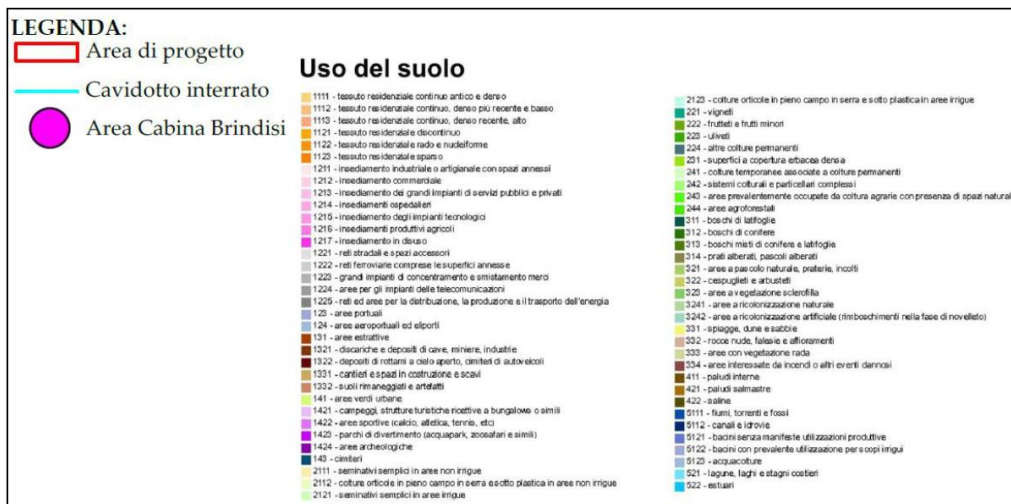 LEGENDA:
Area di progetto
Cavidotto interrato
Area Cabina Brindisi
Uso del suolo
1111 - tessuto residenziale continuo antico e denso
1112 - tessuto residenziale continuo, denso più recente e basso
1113 - tessuto residenziale continuo, denso recente, alto
1121 - tessuto residenziale discontinuo
1122 - tessuto residenziale rado e nucleiforme
1123 - tessuto residenziale sparso
1211 - insediamento industriale o artigianale con spazi annessi
1212 - insediamento commerciale
1213 - insediamento dei grandi impianti di servizi pubblici e privati
1214 - insediamenti ospedalieri
1215 - insediamento degli impianti tecnologici
1216 - insediamenti produttivi agricoli
1217 - insediamento in disuso
1221 - reti stradali e spazi accessori
1222 - reti ferroviarie comprese le superfici annesse
1223 - grandi impianti di concentramento e smistamento merci
1224 - aree per gli impianti delle telecomunicazioni
1225 - reti ed aree per la distribuzione, la produzione e il trasporto dell'energia
123 - aree portuali
124 - aree aeroportuali ed eliporti
131 - aree estrattive
1321 - discariche e depositi di cave, miniere, industrie
1322 - depositi di rottami a cielo aperto, cimiteri di autoveicoli
1331 - cantieri e spazi in costruzione e scavi
1332 - suoli rimaneggiati e artefatti
141 - aree verdi urbane
1421 - campeggi, strutture turistiche ricettive a bungalows o simili
1422 - aree sportive (calcio, atletica, tennis, etc)
1423 - parchi di divertimento (acquapark, zoosafari e simili)
1424 - aree archeologiche
143 - cimiteri
2111 - seminativi semplici in aree non irrigue
2112 - colture orticole in pieno campo in serra e sotto plastica in aree non irrigue
2121 - seminativi semplici in aree irrigue
2123 - colture orticole in pieno campo in serra e sotto plastica in aree irrigue
221 - vigneti
222 - frutteti e frutti minori
223 - uliveti
224 - altre colture permanenti
231 - superfici a copertura erbacea densa
241 - colture temporanee associate a colture permanenti
242 - sistemi colturali e particellari complessi
243 - aree prevalentemente occupate da coltura agrarie con presenza di spazi naturali
244 - aree agroforestali
311 - boschi di latifoglie
312 - boschi di conifere
313 - boschi misti di conifere e latifoglie
314 - prati alberati, pascoli alberati
321 - aree a pascolo naturale, praterie, incolti
322 - cespuglieti e arbusteti
323 - aree a vegetazione sclerofilla
3241 - aree a ricolonizzazione naturale
3242 - aree a ricolonizzazione artificiale (rimboschimenti nella fase di novelleto)
331 - spiagge, dune e sabbie
332 - rocce nude, falesie e affioramenti
333 - aree con vegetazione rada
334 - aree interessate da incendi o altri eventi dannosi
411 - paludi interne
421 - paludi salmastre
422 - saline
5111 - fiumi, torrenti e fossi
5112 - canali e idrovie
5121 - bacini senza manifeste utilizzazioni produttive
5122 - bacini con prevalente utilizzazione per scopi irrigui
5123 - acquacolture
521 - lagune, laghi e stagni costieri
522 - estuari